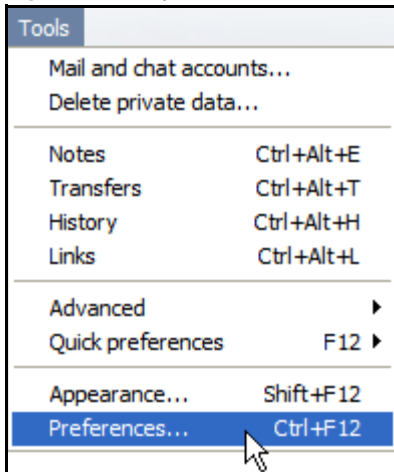 Tools
Mail and chat accounts...
Delete private data...
Notes Ctrl+Alt+E
Transfers Ctrl+Alt+T
History Ctrl+Alt+H
Links Ctrl+Alt+L
Advanced
Quick preferences F12
Appearance... Shift+F12
Preferences... Ctrl+F12